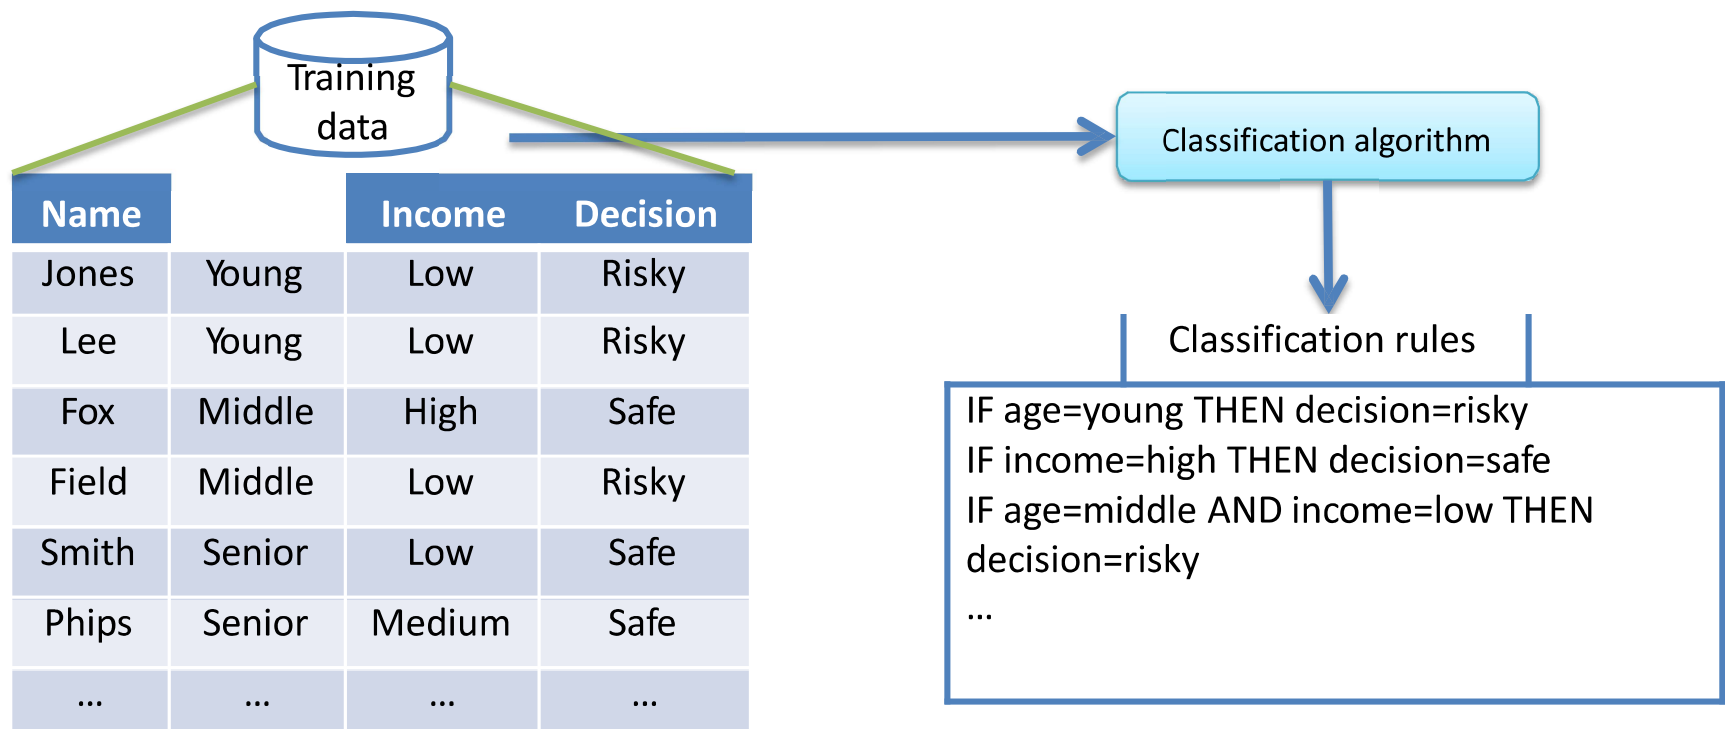 Training
data
Classification algorithm
Name Income Decision
Jones Young Low Risky
Lee Young Low Risky
Fox Middle High Safe
Field Middle Low Risky
Smith Senior Low Safe
Phips Senior Medium Safe
... ... ... ...
Classification rules
IF age=young THEN decision=risky
IF income=high THEN decision=safe
IF age=middle AND income=low THEN
decision=risky
...